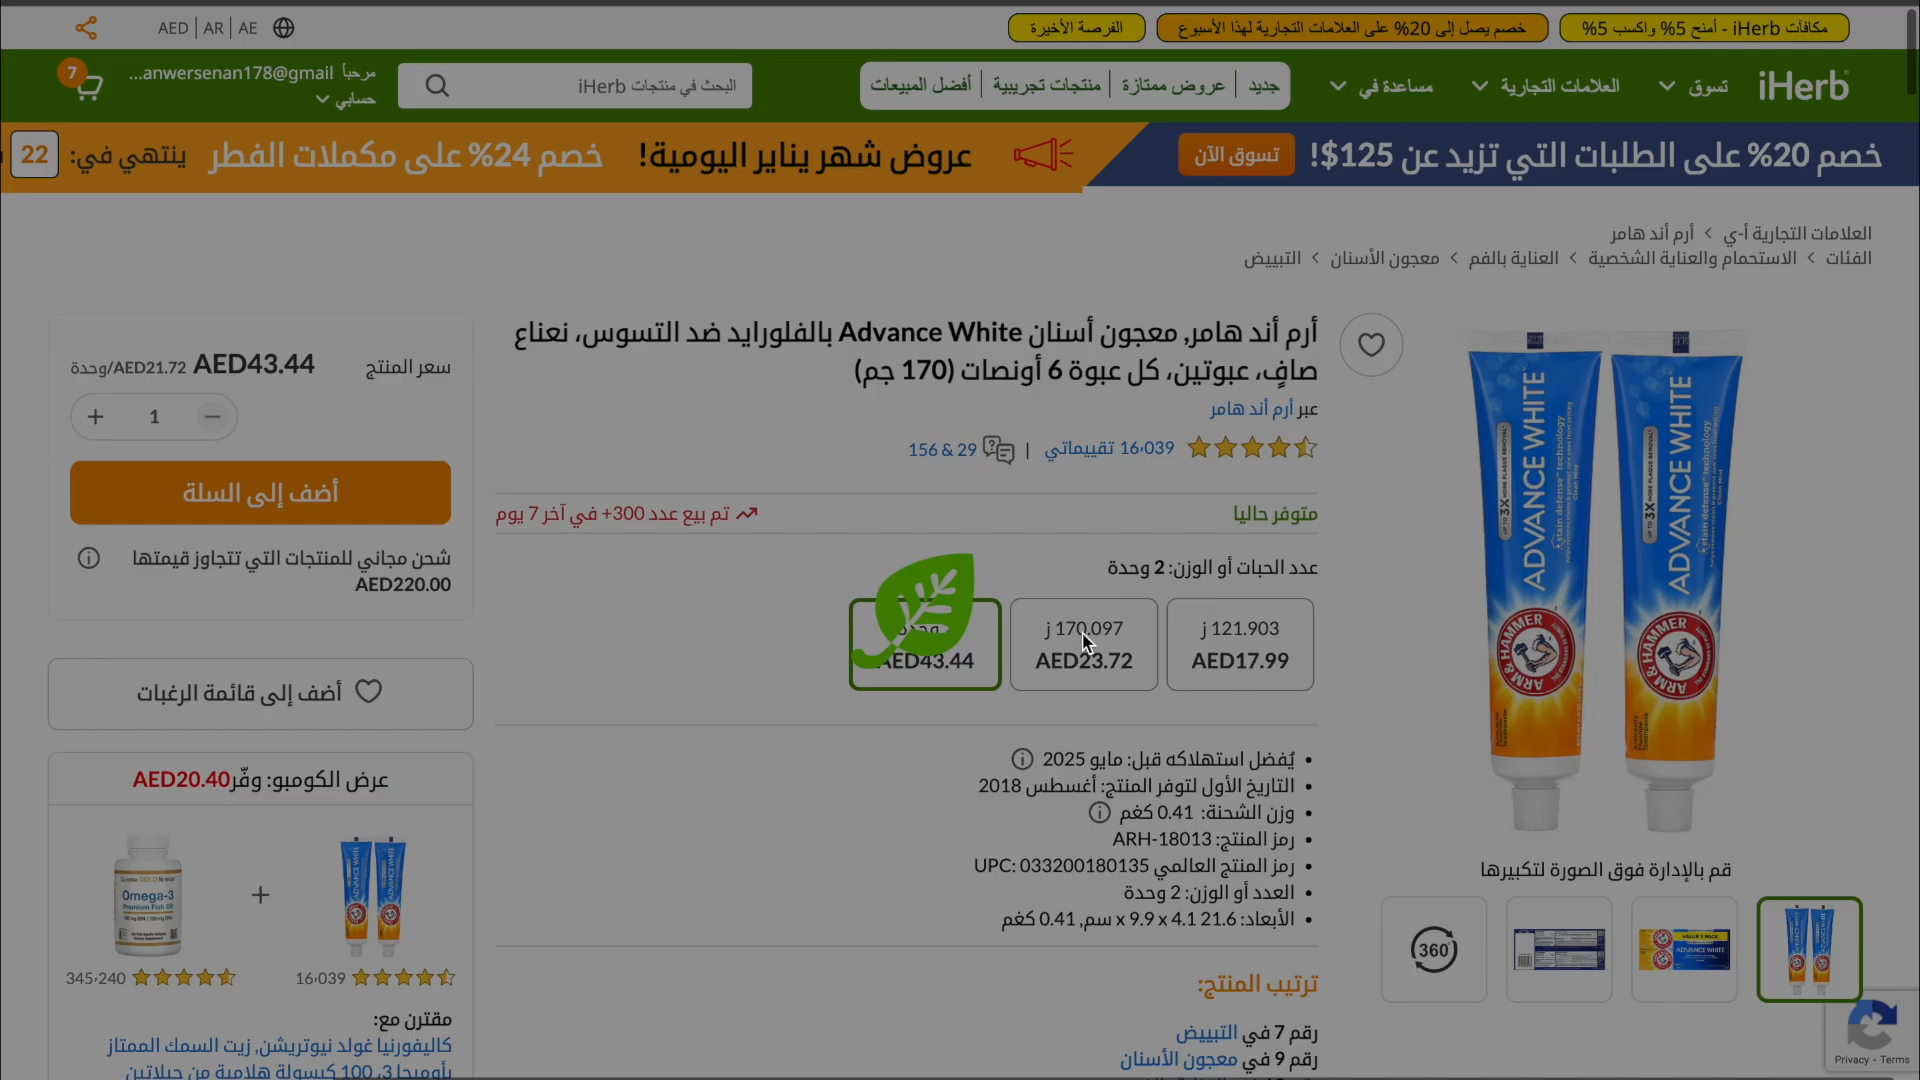 مكافآت iHerb - أمنح 5% واكسب 5%
خصم يصل إلى 20% على العلامات التجارية لهذا الأسبوع
الفرصة الأخيرة
AED | AR | AE
iHerb
تسوق
العلامات التجارية
مساعدة في
جديد
عروض ممتازة
منتجات تجريبية
أفضل المبيعات
البحث في منتجات iHerb
مرحباً anwersenan178@gmail...
حسابي
7
خصم 20% على الطلبات التي تزيد عن 125$!
تسوق الآن
عروض شهر يناير اليومية!
خصم 24% على مكملات الفطر
ينتهي في:
22
العلامات التجارية أ-ي > أرم أند هامر
الفئات > الاستحمام والعناية الشخصية > العناية بالفم > معجون الأسنان > التبييض
ADVANCE WHITE
ADVANCE WHITE
ARM & HAMMER
ARM & HAMMER
قم بالإدارة فوق الصورة لتكبيرها
360
أرم أند هامر, معجون أسنان Advance White بالفلورايد ضد التسوس، نعناع
صافٍ، عبوتين، كل عبوة 6 أونصات (170 جم)
عبر أرم أند هامر
16،039 تقييماتي | 29 & 156
متوفر حاليا
تم بيع عدد 300+ في آخر 7 يوم
عدد الحبات أو الوزن: 2 وحدة
121.903 ز
AED17.99
170.097 ز
AED23.72
AED43.44
يُفضل استهلاكه قبل: مايو 2025
التاريخ الأول لتوفر المنتج: أغسطس 2018
وزن الشحنة: 0.41 كغم
رمز المنتج: ARH-18013
رمز المنتج العالمي UPC: 033200180135
العدد أو الوزن: 2 وحدة
الأبعاد: 21.6 x 9.9 x 4.1 سم, 0.41 كغم
ترتيب المنتج:
رقم 7 في التبييض
رقم 9 في معجون الأسنان
سعر المنتج
AED43.44
AED21.72/وحدة
1
أضف إلى السلة
شحن مجاني للمنتجات التي تتجاوز قيمتها
AED220.00
أضف إلى قائمة الرغبات
عرض الكومبو: وفّرAED20.40
Omega-3
Premium Fish Oil
16،039
345،240
مقترن مع:
كاليفورنيا غولد نيوتريشن, زيت السمك الممتاز
بأوميجا 3، 100 كبسولة هلامية من جيلاتين
Privacy - Terms